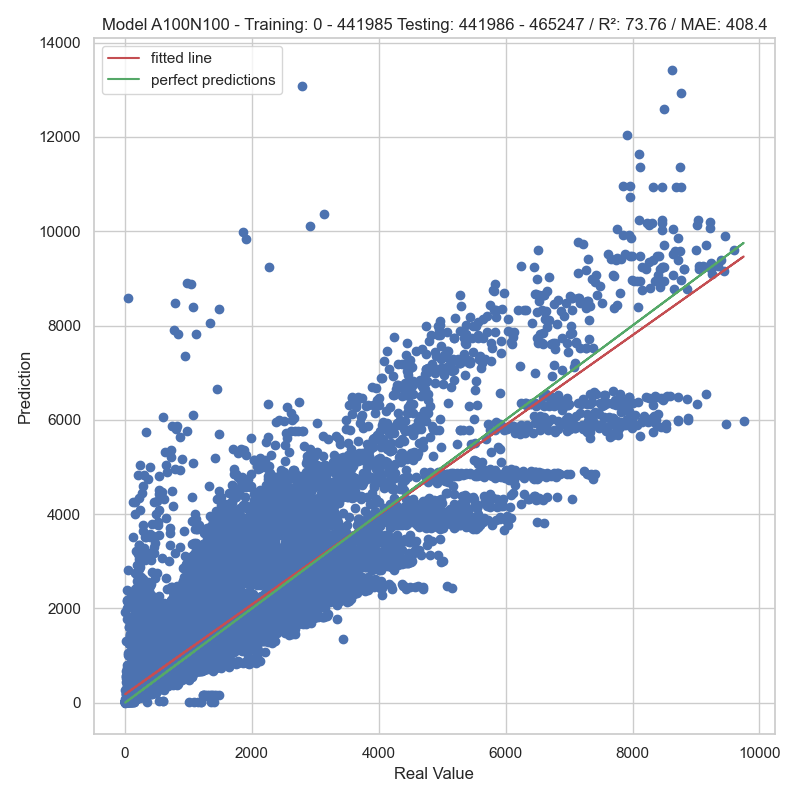 Model A100N100 - Training: 0 - 441985 Testing: 441986 - 465247 / R²: 73.76 / MAE: 408.4
fitted line
perfect predictions
14000
12000
10000
8000
6000
4000
2000
0
Prediction
0 2000 4000 6000 8000 10000
Real Value